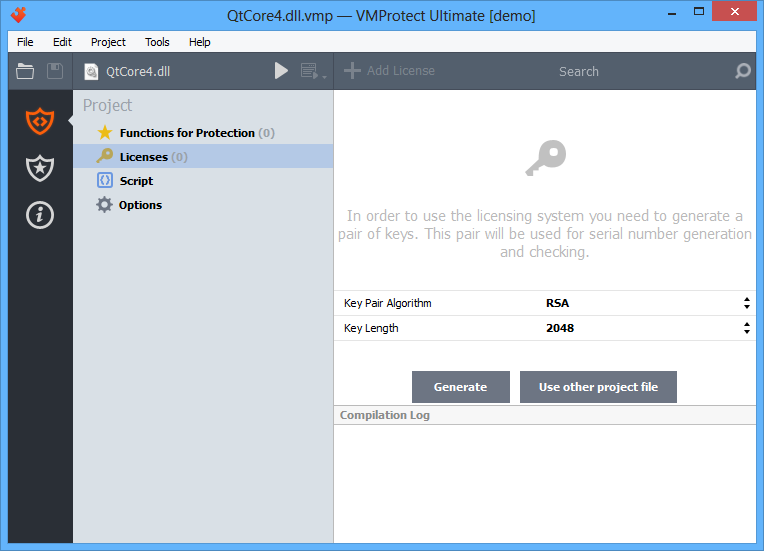 QtCore4.dll.vmp — VMProtect Ultimate [demo]
File Edit Project Tools Help
QtCore4.dll
Add License
Search
Project
Functions for Protection (0)
Licenses (0)
Script
Options
In order to use the licensing system you need to generate a
pair of keys. This pair will be used for serial number generation
and checking.
Key Pair Algorithm RSA
Key Length 2048
Generate
Use other project file
Compilation Log